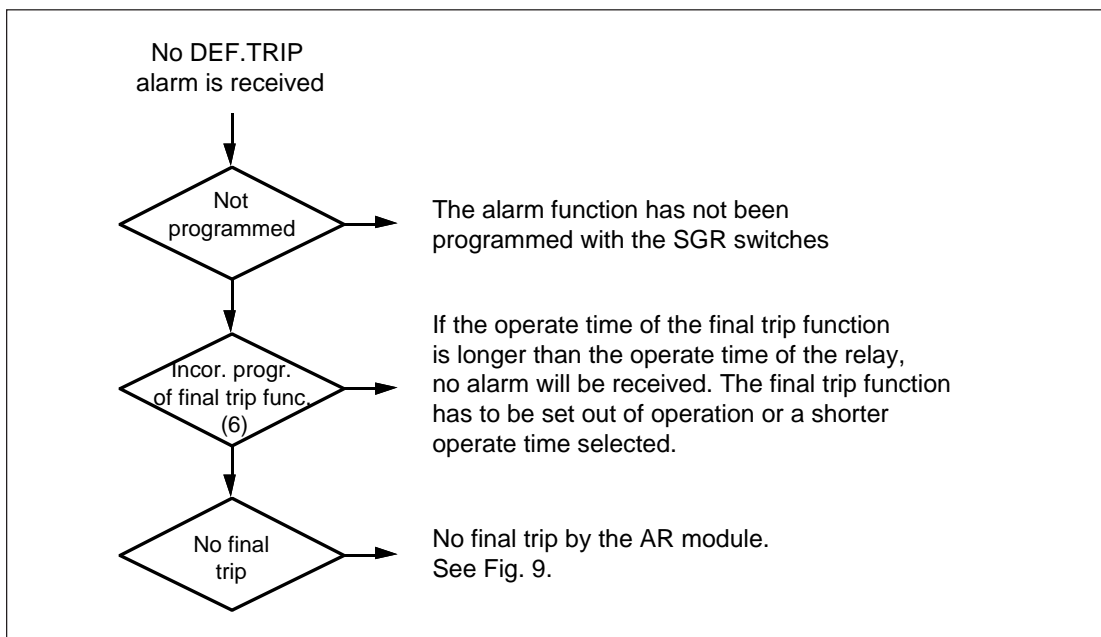 No DEF.TRIP
alarm is received
Not
programmed
The alarm function has not been
programmed with the SGR switches
Incor. progr.
of final trip func.
(6)
If the operate time of the final trip function
is longer than the operate time of the relay,
no alarm will be received. The final trip function
has to be set out of operation or a shorter
operate time selected.
No final
trip
No final trip by the AR module.
See Fig. 9.